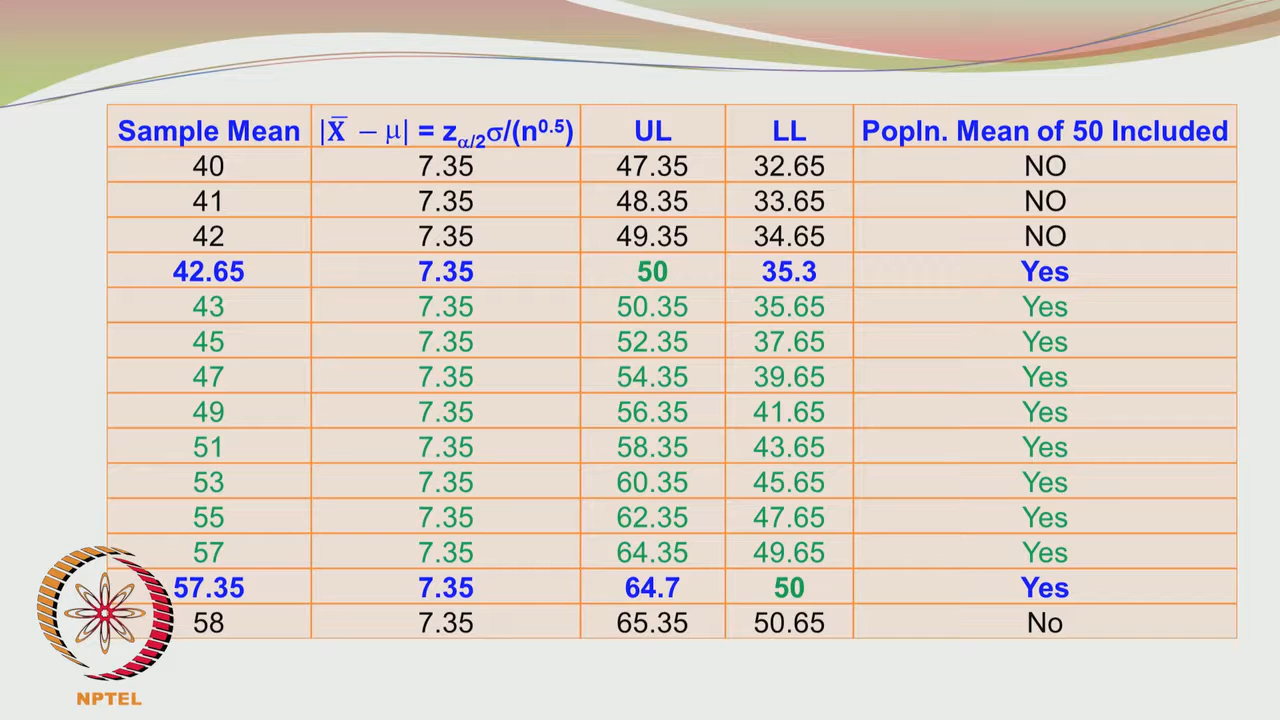 Sample Mean |X̄ − μ| = zα/2σ/(n0.5) UL LL Popln. Mean of 50 Included
40 7.35 47.35 32.65 NO
41 7.35 48.35 33.65 NO
42 7.35 49.35 34.65 NO
42.65 7.35 50 35.3 Yes
43 7.35 50.35 35.65 Yes
45 7.35 52.35 37.65 Yes
47 7.35 54.35 39.65 Yes
49 7.35 56.35 41.65 Yes
51 7.35 58.35 43.65 Yes
53 7.35 60.35 45.65 Yes
55 7.35 62.35 47.65 Yes
57 7.35 64.35 49.65 Yes
57.35 7.35 64.7 50 Yes
58 7.35 65.35 50.65 No
NPTEL